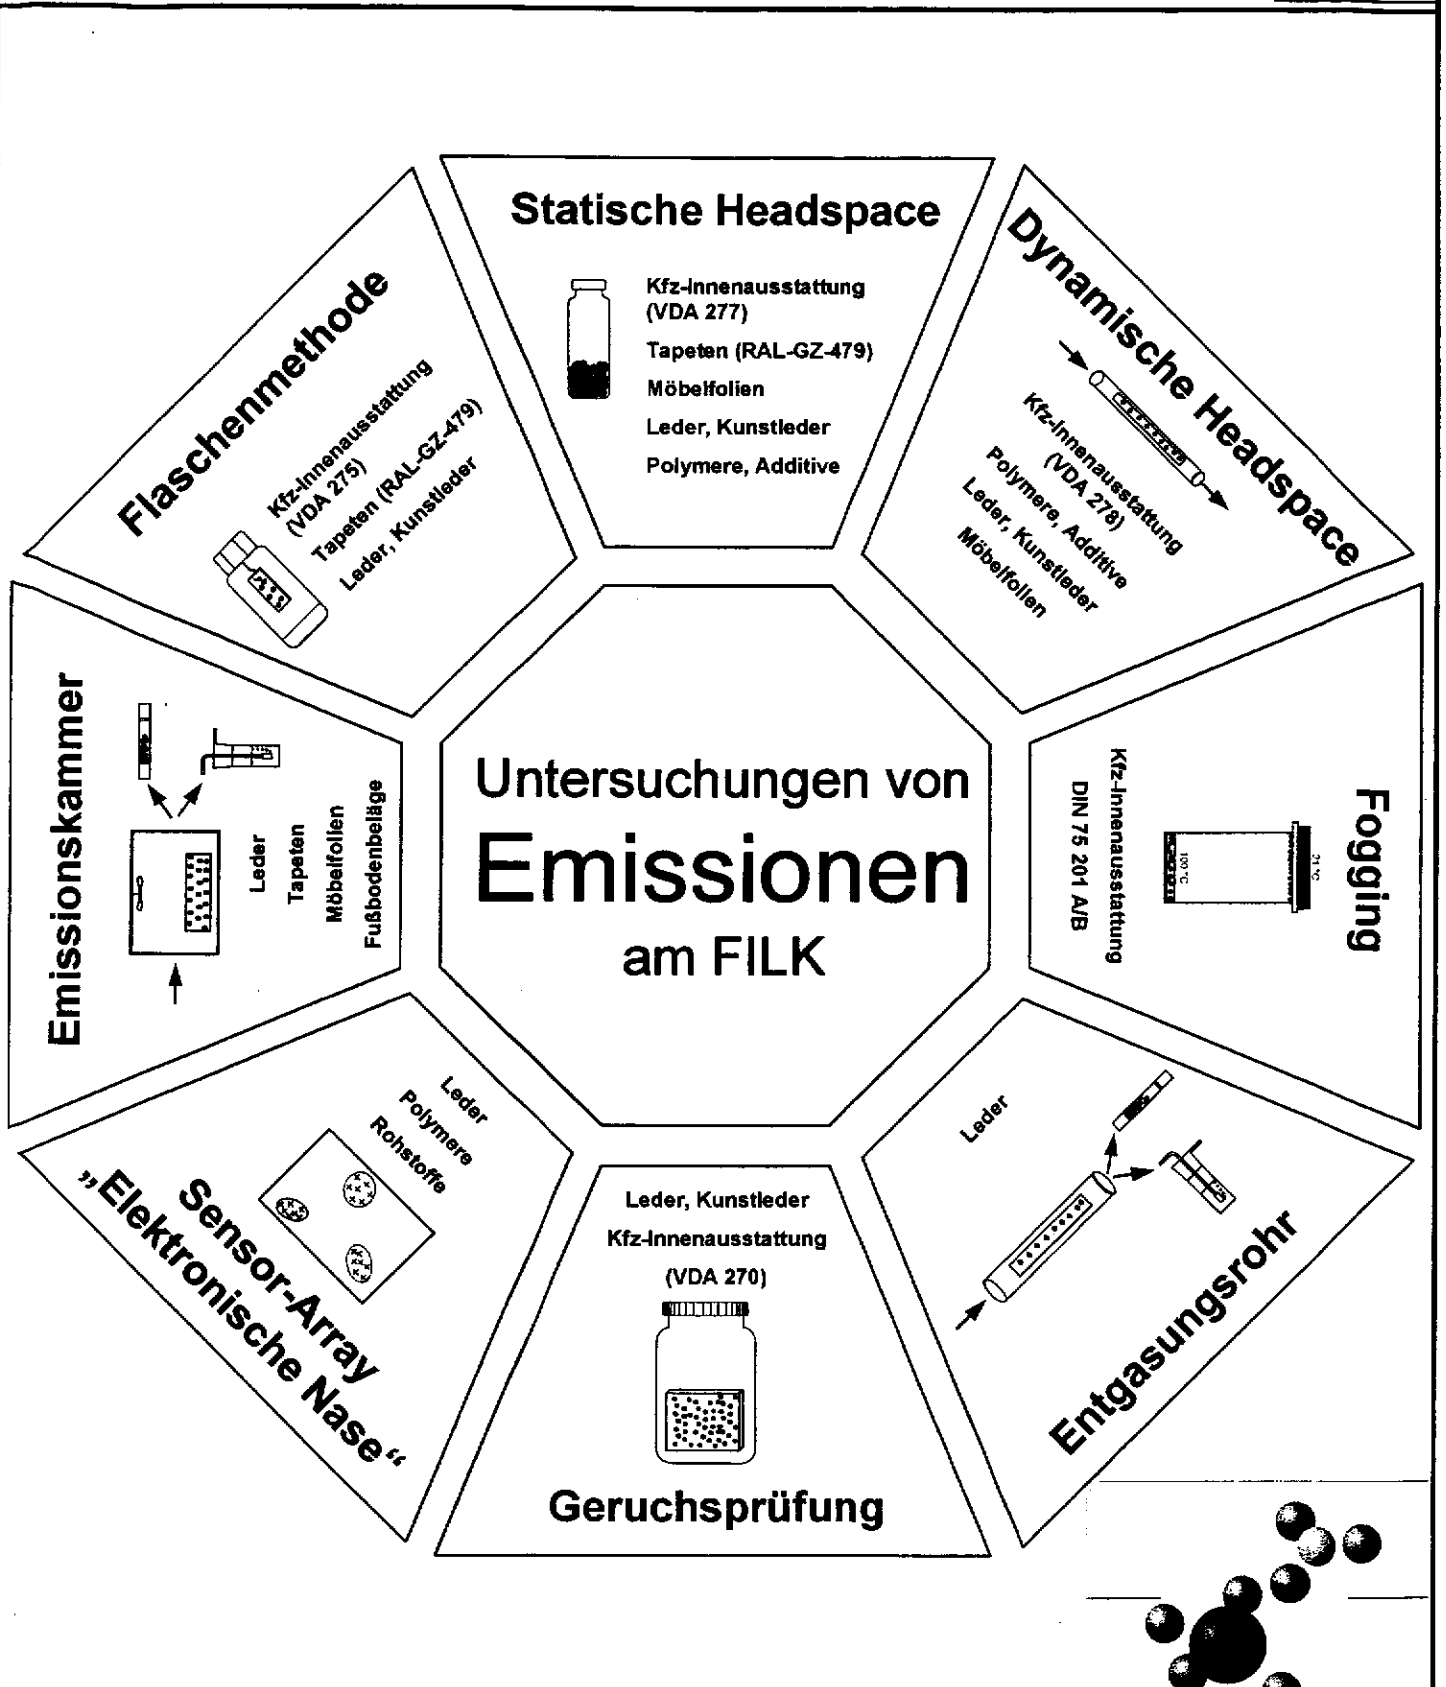 Statische Headspace
Kfz-Innenausstattung
(VDA 277)
Tapeten (RAL-GZ-479)
Möbelfolien
Leder, Kunstleder
Polymere, Additive
Dynamische Headspace
Kfz-Innenausstattung
(VDA 278)
Polymere, Additive
Leder, Kunstleder
Möbelfolien
Fogging
21 °C
100 °C
Kfz-Innenausstattung
DIN 75 201 A/B
Entgasungsrohr
Leder
Leder, Kunstleder
Kfz-Innenausstattung
(VDA 270)
Geruchsprüfung
Leder
Polymere
Rohstoffe
Sensor-Array
„Elektronische Nase“
Emissionskammer
Leder
Tapeten
Möbelfolien
Fußbodenbeläge
Flaschenmethode
Kfz-Innenausstattung
(VDA 275)
Tapeten (RAL-GZ-479)
Leder, Kunstleder
Untersuchungen von
Emissionen
am FILK